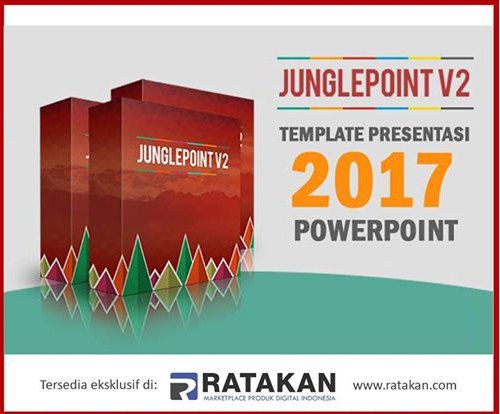 JUNGLEPOINT V2
TEMPLATE PRESENTASI
2017
POWERPOINT
JUNGLEPOINT V2
V2
Tersedia eksklusif di:
RATAKAN
MARKETPLACE PRODUK DIGITAL INDONESIA
www.ratakan.com